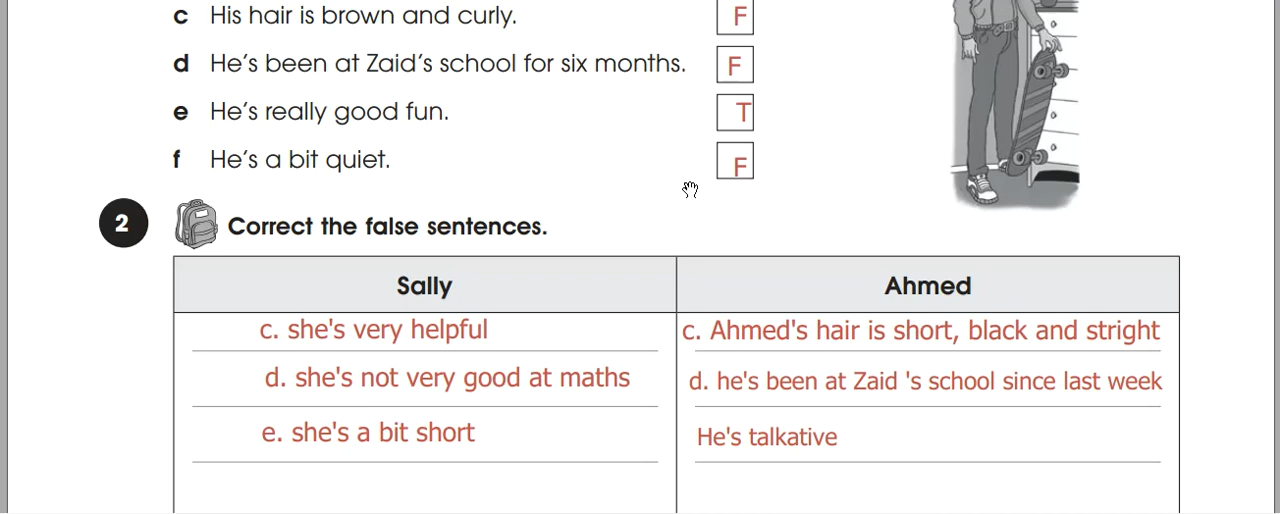 c His hair is brown and curly. F
d He's been at Zaid's school for six months. F
e He's really good fun. T
f He's a bit quiet. F
2 Correct the false sentences.
Sally Ahmed
c. she's very helpful c. Ahmed's hair is short, black and stright
d. she's not very good at maths d. he's been at Zaid 's school since last week
e. she's a bit short He's talkative